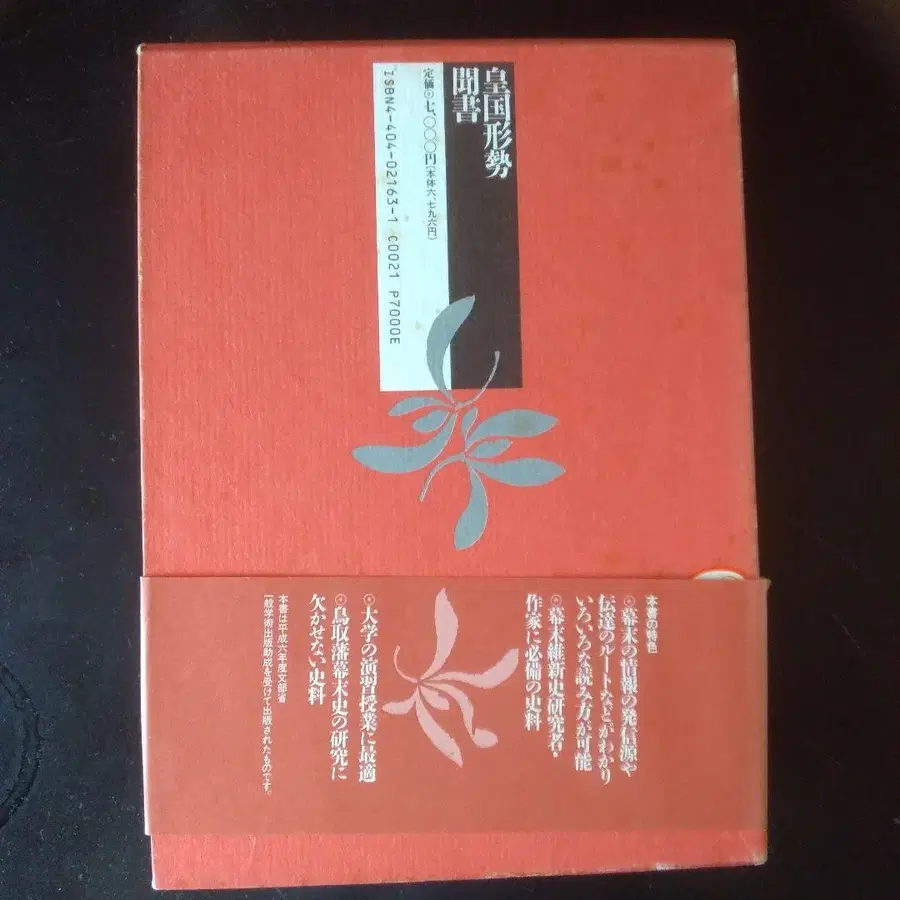 皇国形勢
聞書
定価◎七、〇〇〇円(本体六、七九六円)
ISBN4-404-02163-1 C0021 P7000E
本書の特色
◎幕末の情報の発信源や
伝達のルートなどがわかり
いろいろな読み方が可能
◎幕末維新史研究者・
作家に必備の史料
◎大学の演習授業に最適
◎鳥取藩幕末史の研究に
欠かせない史料
本書は平成六年度文部省
一般学術出版助成を受けて出版されたものです。